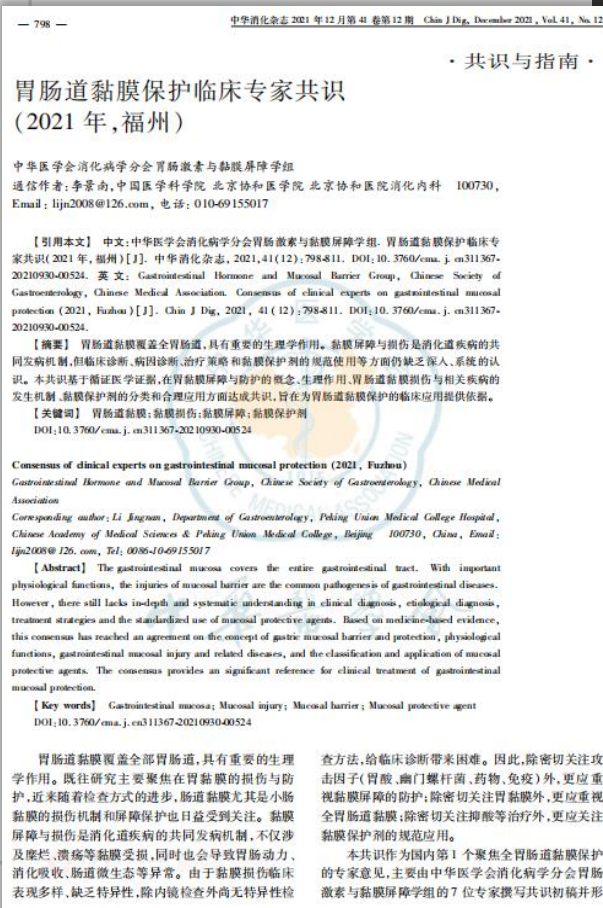 — 798 —
中华消化杂志 2021 年 12 月第 41 卷第 12 期 Chin J Dig, December 2021, Vol. 41, No. 12
·共识与指南·
胃肠道黏膜保护临床专家共识
(2021 年,福州)
中华医学会消化病学分会胃肠激素与黏膜屏障学组
通信作者:李景南,中国医学科学院 北京协和医学院 北京协和医院消化内科 100730,
Email: lijn2008@126.com, 电话: 010-69155017
【引用本文】 中文:中华医学会消化病学分会胃肠激素与黏膜屏障学组. 胃肠道黏膜保护临床专
家共识(2021 年,福州)[J]. 中华消化杂志, 2021,41(12):798-811. DOI:10.3760/cma.j.cn311367-
20210930-00524. 英文: Gastrointestinal Hormone and Mucosal Barrier Group, Chinese Society of
Gastroenterology, Chinese Medical Association. Consensus of clinical experts on gastrointestinal mucosal
protection (2021, Fuzhou)[J]. Chin J Dig, 2021, 41(12):798-811. DOI:10.3760/cma.j.cn311367-
20210930-00524.
【摘要】 胃肠道黏膜覆盖全胃肠道,具有重要的生理学作用。黏膜屏障与损伤是消化道疾病的共
同发病机制,但临床诊断、病因诊断、治疗策略和黏膜保护剂的规范使用等方面仍缺乏深入、系统的认
识。本共识基于循证医学证据,在胃黏膜屏障与防护的概念、生理作用、胃肠道黏膜损伤与相关疾病的
发生机制、黏膜保护剂的分类和合理应用方面达成共识,旨在为胃肠道黏膜保护的临床应用提供依据。
【关键词】 胃肠道黏膜;黏膜损伤;黏膜屏障;黏膜保护剂
DOI:10.3760/cma.j.cn311367-20210930-00524
Consensus of clinical experts on gastrointestinal mucosal protection (2021, Fuzhou)
Gastrointestinal Hormone and Mucosal Barrier Group, Chinese Society of Gastroenterology, Chinese Medical
Association
Corresponding author: Li Jingnan, Department of Gastroenterology, Peking Union Medical College Hospital,
Chinese Academy of Medical Sciences & Peking Union Medical College, Beijing 100730, China, Email:
lijn2008@126.com, Tel: 0086-10-69155017
【Abstract】 The gastrointestinal mucosa covers the entire gastrointestinal tract. With important
physiological functions, the injuries of mucosal barrier are the common pathogenesis of gastrointestinal diseases.
However, there still lacks in-depth and systematic understanding in clinical diagnosis, etiological diagnosis,
treatment strategies and the standardized use of mucosal protective agents. Based on medicine-based evidence,
this consensus has reached an agreement on the concept of gastric mucosal barrier and protection, physiological
functions, gastrointestinal mucosal injury and related diseases, and the classification and application of mucosal
protective agents. The consensus provides an significant reference for clinical treatment of gastrointestinal
mucosal protection.
【Key words】 Gastrointestinal mucosa; Mucosal injury; Mucosal barrier; Mucosal protective agent
DOI:10.3760/cma.j.cn311367-20210930-00524
胃肠道黏膜覆盖全部胃肠道,具有重要的生理
学作用。既往研究主要聚焦在胃黏膜的损伤与防
护,近来随着检查方式的进步,肠道黏膜尤其是小肠
黏膜的损伤机制和屏障保护也日益受到关注。黏膜
屏障与损伤是消化道疾病的共同发病机制,不仅涉
及糜烂、溃疡等黏膜受损,同时也会导致胃肠动力、
消化吸收、肠道微生态等异常。由于黏膜损伤临床
表现多样、缺乏特异性,除内镜检查外尚无特异性检
查方法,给临床诊断带来困难。因此,除密切关注攻
击因子(胃酸、幽门螺杆菌、药物、免疫)外,更应重
视黏膜屏障的防护;除密切关注胃黏膜外,更应重视
全胃肠道黏膜;除密切关注抑酸等治疗外,更应关注
黏膜保护剂的规范应用。
本共识作为国内第 1 个聚焦全胃肠道黏膜保护
的专家意见,主要由中华医学会消化病学分会胃肠
激素与黏膜屏障学组的 7 位专家撰写共识初稿并形